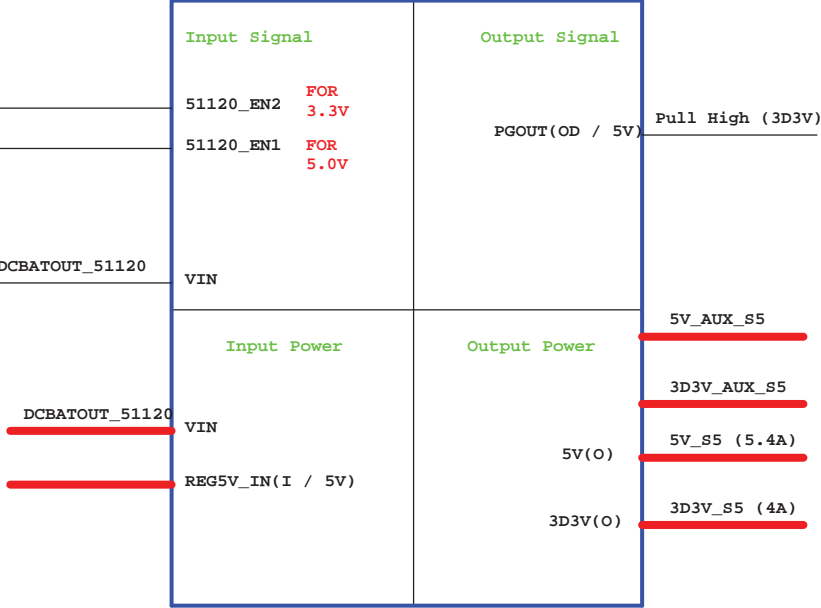 Input Signal
Output Signal
51120_EN2
FOR
3.3V
51120_EN1
FOR
5.0V
PGOUT(OD / 5V)
Pull High (3D3V)
DCBATOUT_51120
VIN
Input Power
Output Power
5V_AUX_S5
3D3V_AUX_S5
DCBATOUT_51120
VIN
5V(O)
5V_S5 (5.4A)
REG5V_IN(I / 5V)
3D3V(O)
3D3V_S5 (4A)